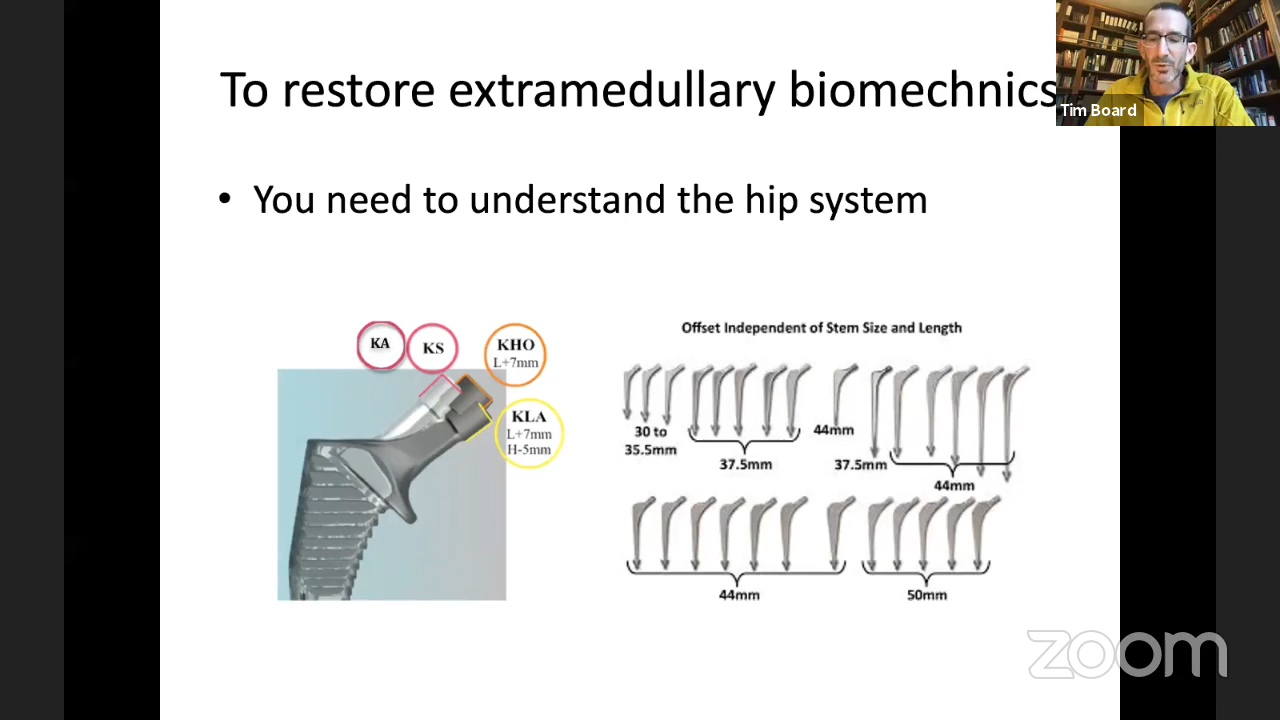 To restore extramedullary biomechnics
Tim Board
• You need to understand the hip system
KA
KS
KHO
L+7mm
KLA
L+7mm
H-5mm
Offset Independent of Stem Size and Length
30 to
35.5mm
37.5mm
44mm
37.5mm
44mm
44mm
50mm
zoom